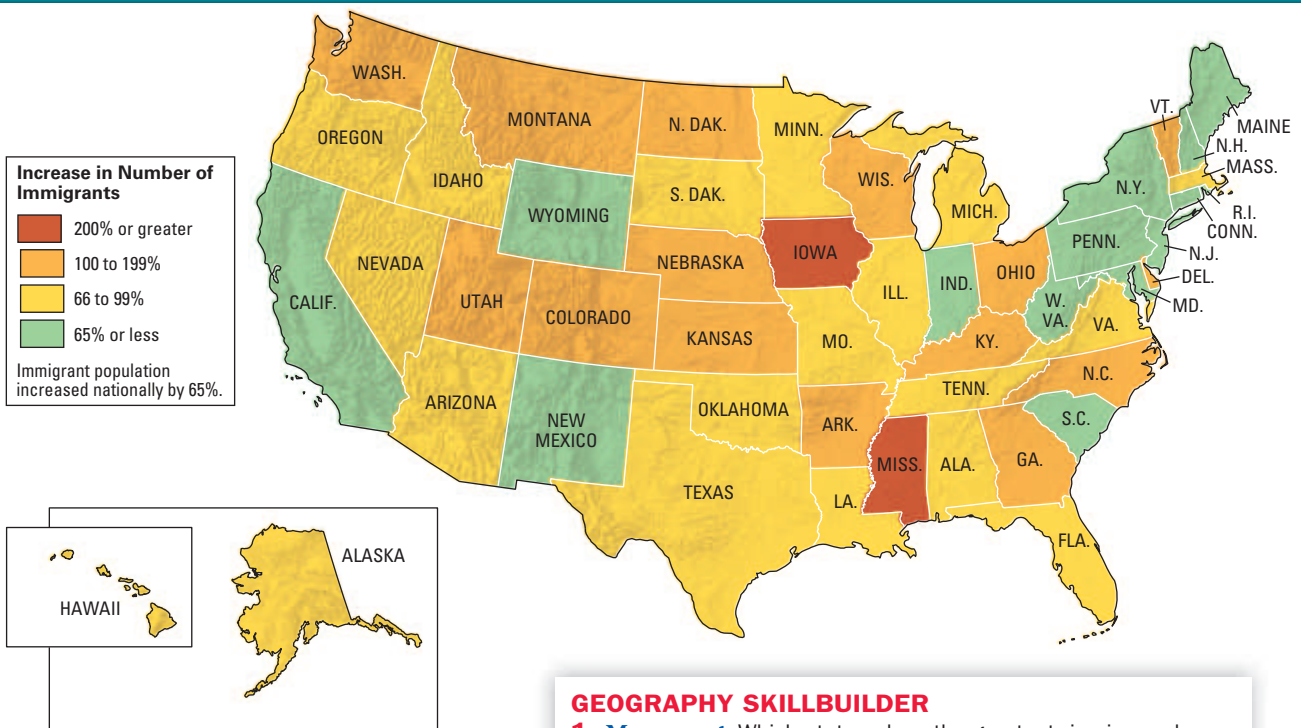 Increase in Number of
Immigrants
200% or greater
100 to 199%
66 to 99%
65% or less
Immigrant population
increased nationally by 65%.
WASH.
OREGON
CALIF.
IDAHO
NEVADA
MONTANA
WYOMING
UTAH
ARIZONA
COLORADO
NEW
MEXICO
N. DAK.
S. DAK.
NEBRASKA
KANSAS
OKLAHOMA
TEXAS
MINN.
IOWA
MO.
ARK.
LA.
WIS.
ILL.
MICH.
IND.
OHIO
KY.
TENN.
MISS.
ALA.
GA.
FLA.
S.C.
N.C.
VA.
W.
VA.
PENN.
N.Y.
VT.
MAINE
N.H.
MASS.
R.I.
CONN.
N.J.
DEL.
MD.
HAWAII
ALASKA
GEOGRAPHY SKILLBUILDER